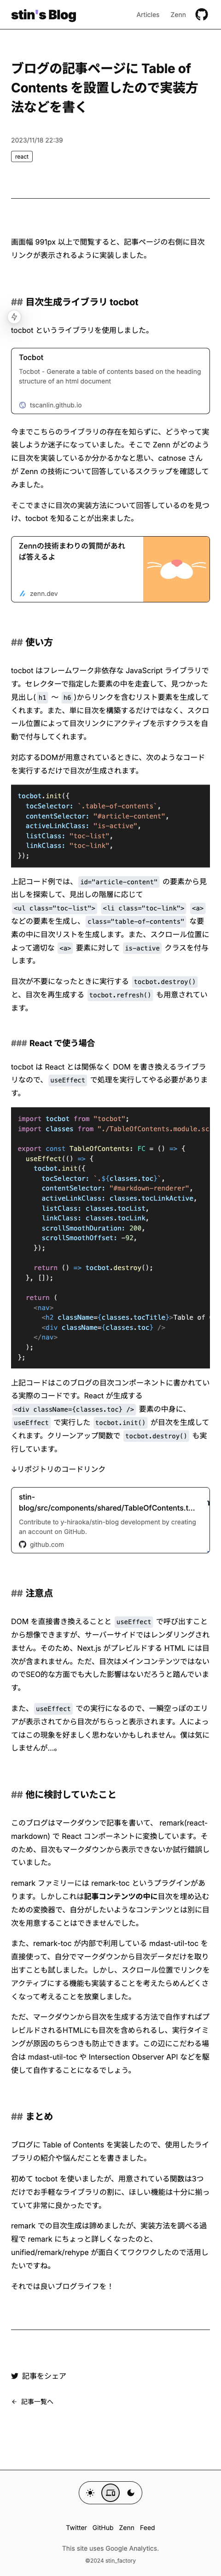 stin's Blog
Articles Zenn
ブログの記事ページに Table of
Contents を設置したので実装方
法などを書く
2023/11/18 22:39
react
画面幅 991px 以上で閲覧すると、記事ページの右側に目次
リンクが表示されるように実装しました。
## 目次生成ライブラリ tocbot
tocbot というライブラリを使用しました。
Tocbot
Tocbot - Generate a table of contents based on the heading
structure of an html document
tscanlin.github.io
今までこちらのライブラリの存在を知らずに、どうやって実
装しようか迷子になっていました。そこで Zenn がどのよう
に目次を実装しているか分かるかなと思い、catnose さん
が Zenn の技術について回答しているスクラップを確認して
みました。
そこでまさに目次の実装方法について回答しているのを見つ
け、tocbot を知ることが出来ました。
Zennの技術まわりの質問があれ
ば答えるよ
zenn.dev
## 使い方
tocbot はフレームワーク非依存な JavaScript ライブラリで
す。セレクターで指定した要素の中を走査して、見つかった
見出し( h1 〜 h6 )からリンクを含むリスト要素を生成して
くれます。また、単に目次を構築するだけではなく、スクロ
ール位置によって目次リンクにアクティブを示すクラスを自
動で付与してくれます。
対応するDOMが用意されているときに、次のようなコード
を実行するだけで目次が生成されます。
tocbot.init({
  tocSelector: `.table-of-contents`,
  contentSelector: "#article-content",
  activeLinkClass: "is-active",
  listClass: "toc-list",
  linkClass: "toc-link",
});
上記コード例では、 id="article-content" の要素から見
出しを探索して、見出しの階層に応じて
<ul class="toc-list"> <li class="toc-link"> <a>
などの要素を生成し、 class="table-of-contents" な要
素の中に目次リストを生成します。また、スクロール位置に
よって適切な <a> 要素に対して is-active クラスを付与
します。
目次が不要になったときに実行する tocbot.destroy()
と、目次を再生成する tocbot.refresh() も用意されてい
ます。
### React で使う場合
tocbot は React とは関係なく DOM を書き換えるライブラ
リなので、 useEffect で処理を実行してやる必要がありま
す。
import tocbot from "tocbot";
import classes from "./TableOfContents.module.sc
export const TableOfContents: FC = () => {
  useEffect(() => {
    tocbot.init({
      tocSelector: `.${classes.toc}`,
      contentSelector: "#markdown-renderer",
      activeLinkClass: classes.tocLinkActive,
      listClass: classes.tocList,
      linkClass: classes.tocLink,
      scrollSmoothDuration: 200,
      scrollSmoothOffset: -92,
    });
    return () => tocbot.destroy();
  }, []);
  return (
    <nav>
      <h2 className={classes.tocTitle}>Table of
      <div className={classes.toc} />
    </nav>
  );
};
上記コードはこのブログの目次コンポーネントに書かれてい
る実際のコードです。React が生成する
<div className={classes.toc} /> 要素の中身に、
useEffect で実行した tocbot.init() が目次を生成して
くれます。クリーンアップ関数で tocbot.destroy() も実
行しています。
↓リポジトリのコードリンク
stin-
blog/src/components/shared/TableOfContents.t...
Contribute to y-hiraoka/stin-blog development by creating
an account on GitHub.
github.com
## 注意点
DOM を直接書き換えることと useEffect で呼び出すこと
から想像できますが、サーバーサイドではレンダリングされ
ません。そのため、Next.js がプレビルドする HTML には目
次が含まれません。ただ、目次はメインコンテンツではない
のでSEO的な方面でも大した影響はないだろうと踏んでいま
す。
また、 useEffect での実行になるので、一瞬空っぽのエリ
アが表示されてから目次がちらっと表示されます。人によっ
てはこの現象を好ましく思わないかもしれません。僕は気に
しませんが...。
## 他に検討していたこと
このブログはマークダウンで記事を書いて、 remark(react-
markdown) で React コンポーネントに変換しています。そ
のため、目次もマークダウンから表示できないか試行錯誤し
ていました。
remark ファミリーには remark-toc というプラグインがあ
ります。しかしこれは記事コンテンツの中に目次を埋め込む
ための変換器で、自分がしたいようなコンテンツとは別に目
次を用意することはできませんでした。
また、remark-toc が内部で利用している mdast-util-toc を
直接使って、自分でマークダウンから目次データだけを取り
出すことも試しました。しかし、スクロール位置でリンクを
アクティブにする機能も実装することを考えたらめんどくさ
くなって考えることを放棄しました。
ただ、マークダウンから目次を生成する方法で自作すればプ
レビルドされるHTMLにも目次を含められるし、実行タイミ
ングが原因のちらつきも防止できます。この辺にこだわる場
合は mdast-util-toc や Intersection Observer API などを駆
使して自作することになるでしょう。
## まとめ
ブログに Table of Contents を実装したので、使用したライ
ブラリの紹介や悩んだことを書きました。
初めて tocbot を使いましたが、用意されている関数は3つ
だけでお手軽なライブラリの割に、ほしい機能は十分に揃っ
ていて非常に良かったです。
remark での目次生成は諦めましたが、実装方法を調べる過
程で remark にちょっと詳しくなったのと、
unified/remark/rehype が面白くてワクワクしたので活用し
たいですね。
それでは良いブログライフを！
記事をシェア
← 記事一覧へ
Twitter GitHub Zenn Feed
This site uses Google Analytics.
©2024 stin_factory